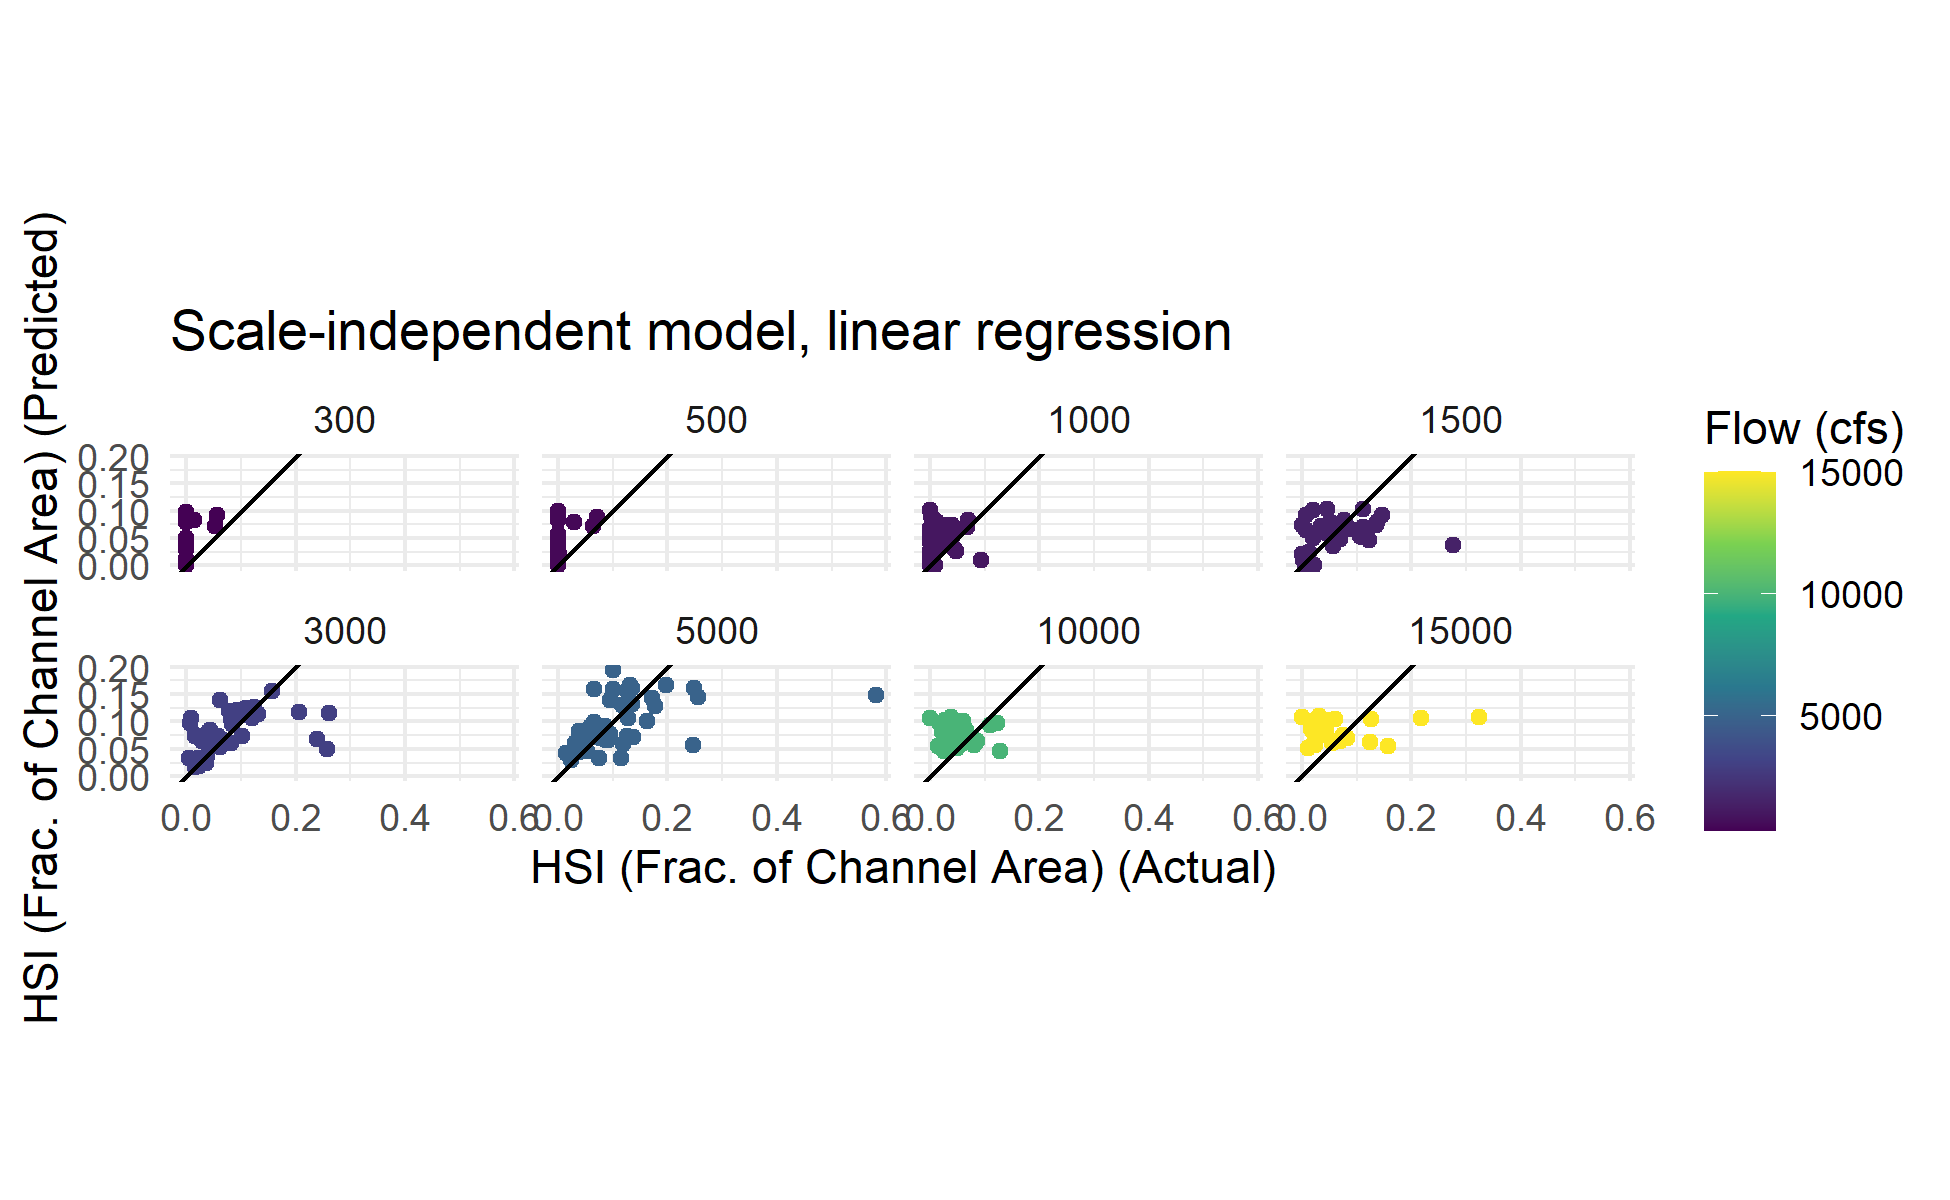 Scale-independent model, linear regression
HSI (Frac. of Channel Area) (Predicted)
300 500 1000 1500
0.20
0.15
0.10
0.05
0.00
3000 5000 10000 15000
0.20
0.15
0.10
0.05
0.00
0.0 0.2 0.4 0.6 0.0 0.2 0.4 0.6 0.0 0.2 0.4 0.6 0.0 0.2 0.4 0.6
HSI (Frac. of Channel Area) (Actual)
Flow (cfs)
15000
10000
5000